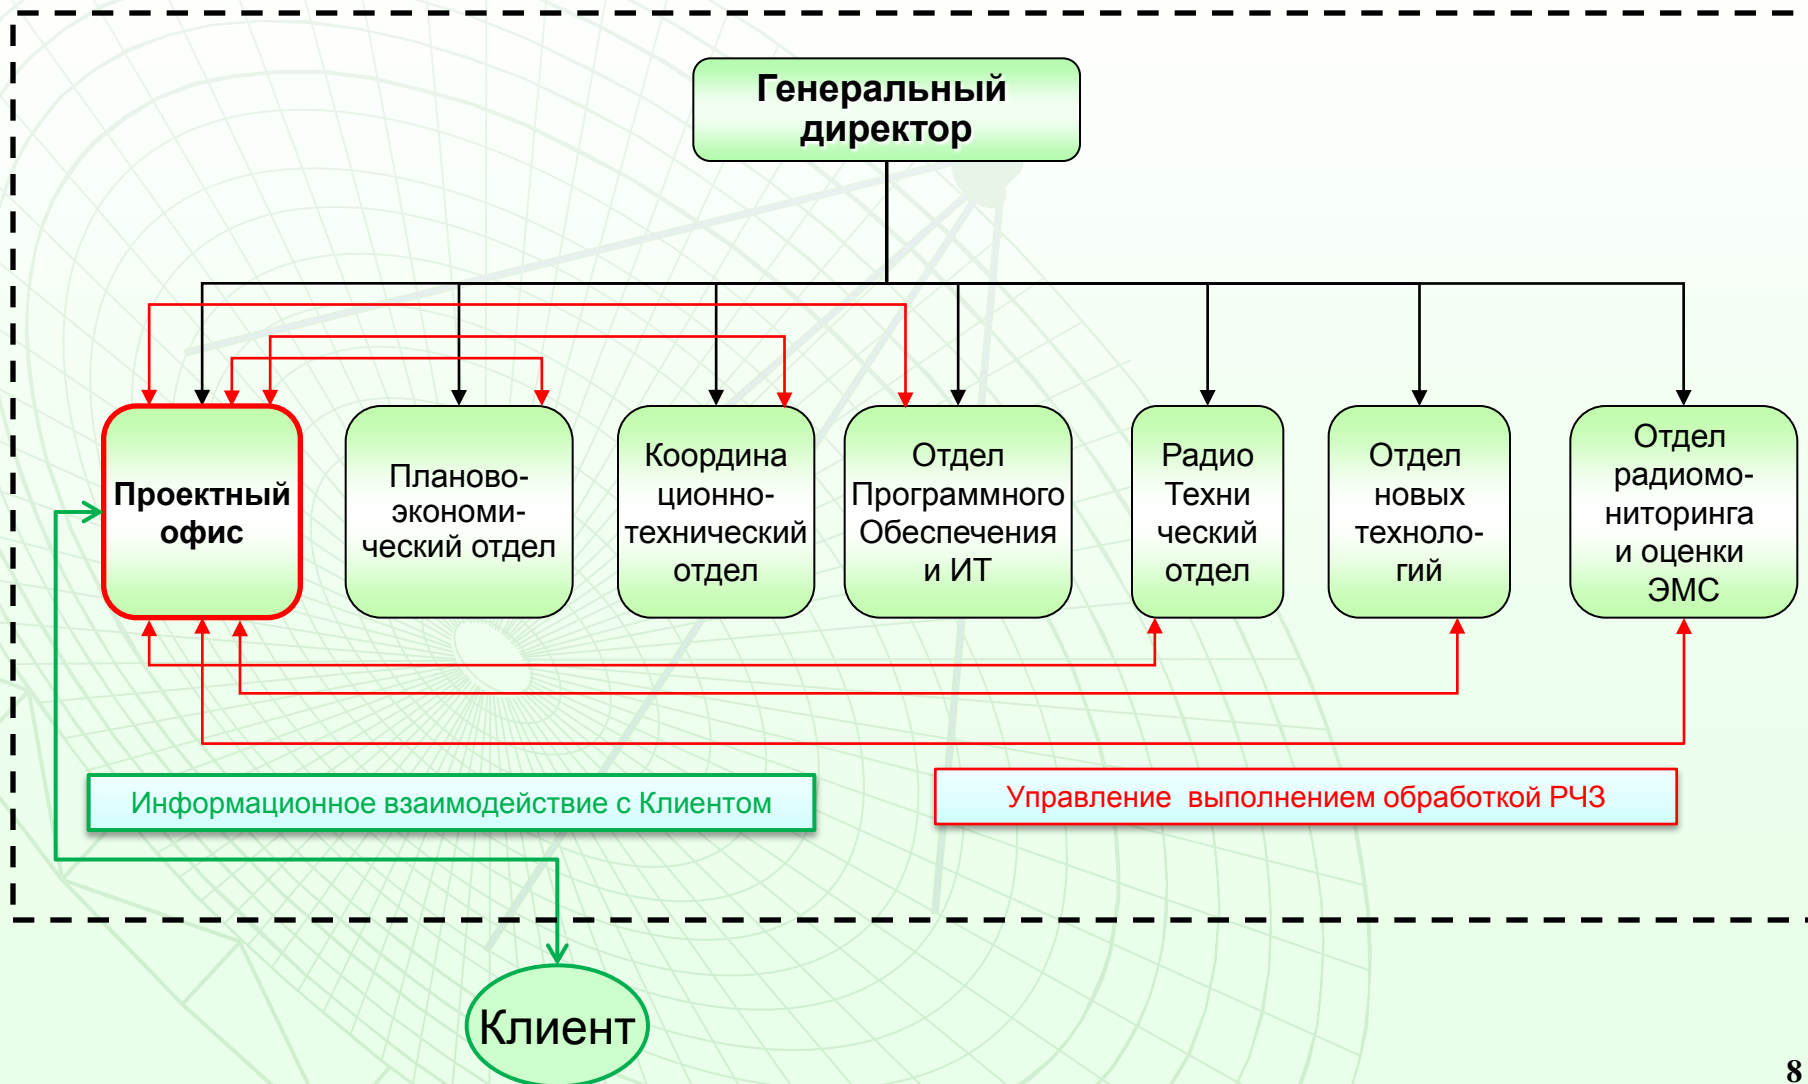 Генеральный
директор
Проектный
офис
Планово-
экономи-
ческий отдел
Координа
ционно-
технический
отдел
Отдел
Программного
Обеспечения
и ИТ
Радио
Техни
ческий
отдел
Отдел
новых
техноло-
гий
Отдел
радиомо-
ниторинга
и оценки
ЭМС
Информационное взаимодействие с Клиентом
Управление выполнением обработкой РЧЗ
Клиент
8